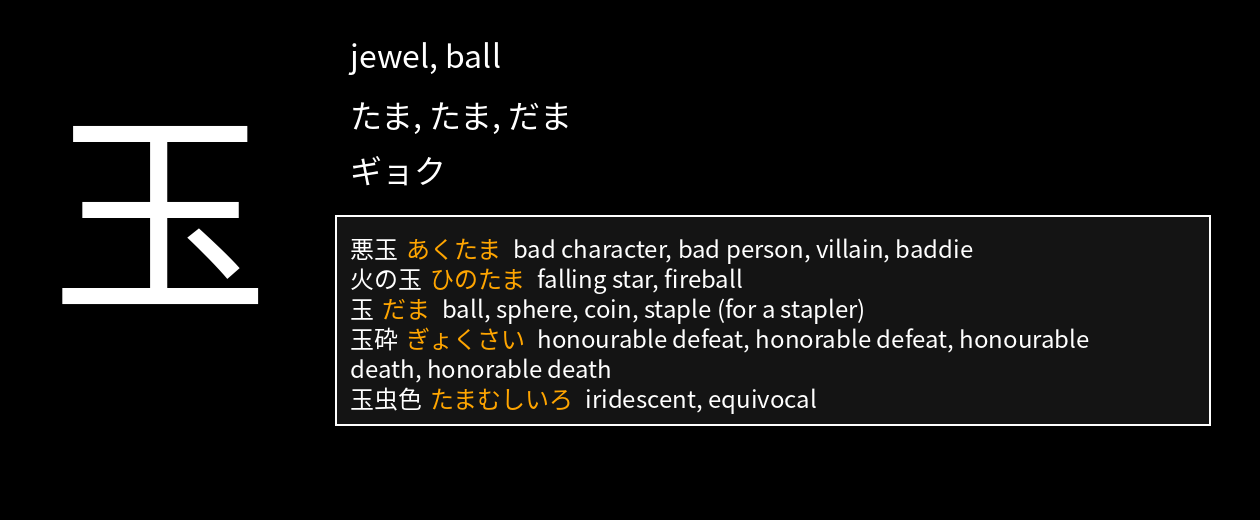 玉
jewel, ball
たま, たま, だま
ギョク
悪玉 あくたま bad character, bad person, villain, baddie
火の玉 ひのたま falling star, fireball
玉 だま ball, sphere, coin, staple (for a stapler)
玉砕 ぎょくさい honourable defeat, honorable defeat, honourable
death, honorable death
玉虫色 たまむしいろ iridescent, equivocal